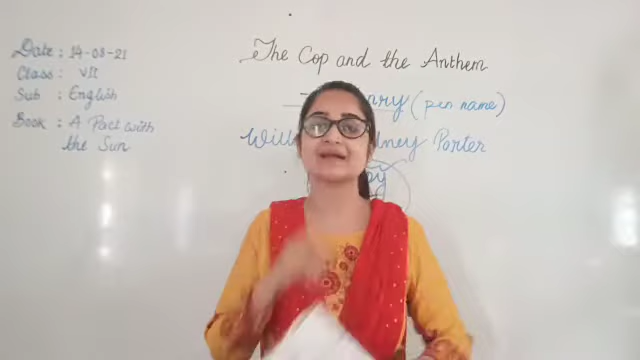 Date : 14-08-21
Class : VII
Sub : English
Book : A Pact with
the Sun
The Cop and the Anthem
(pen name)
Porter